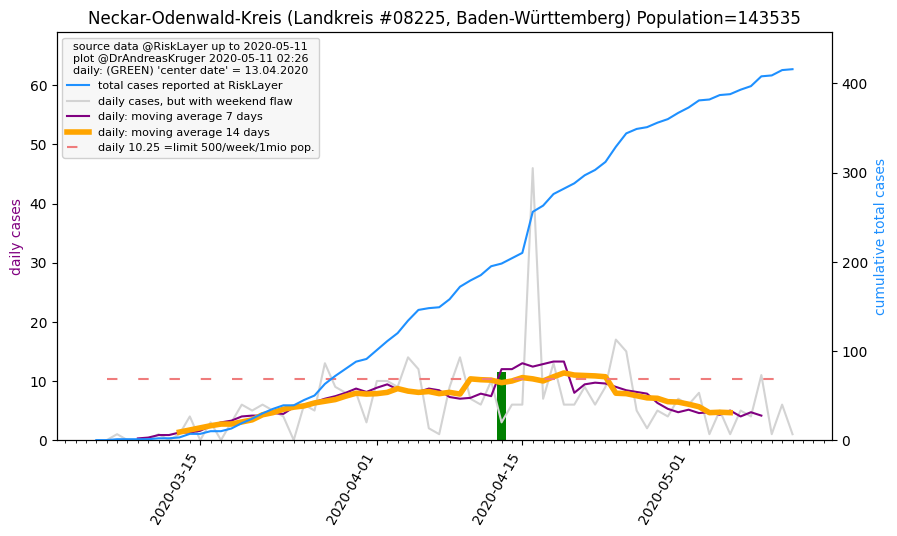 Neckar-Odenwald-Kreis (Landkreis #08225, Baden-Württemberg) Population=143535
source data @RiskLayer up to 2020-05-11
plot @DrAndreasKruger 2020-05-11 02:26
daily: (GREEN) 'center date' = 13.04.2020
total cases reported at RiskLayer
daily cases, but with weekend flaw
daily: moving average 7 days
daily: moving average 14 days
daily 10.25 =limit 500/week/1mio pop.
daily cases
0
10
20
30
40
50
60
cumulative total cases
0
100
200
300
400
2020-03-15
2020-04-01
2020-04-15
2020-05-01